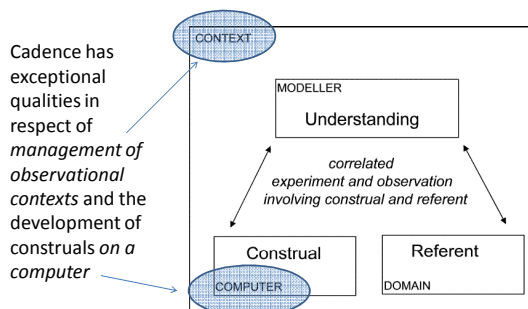 Cadence has
exceptional
qualities in
respect of
management of
observational
contexts and the
development of
construals on a
computer
CONTEXT
MODELLER
Understanding
correlated
experiment and observation
involving construal and referent
Construal
COMPUTER
Referent
DOMAIN